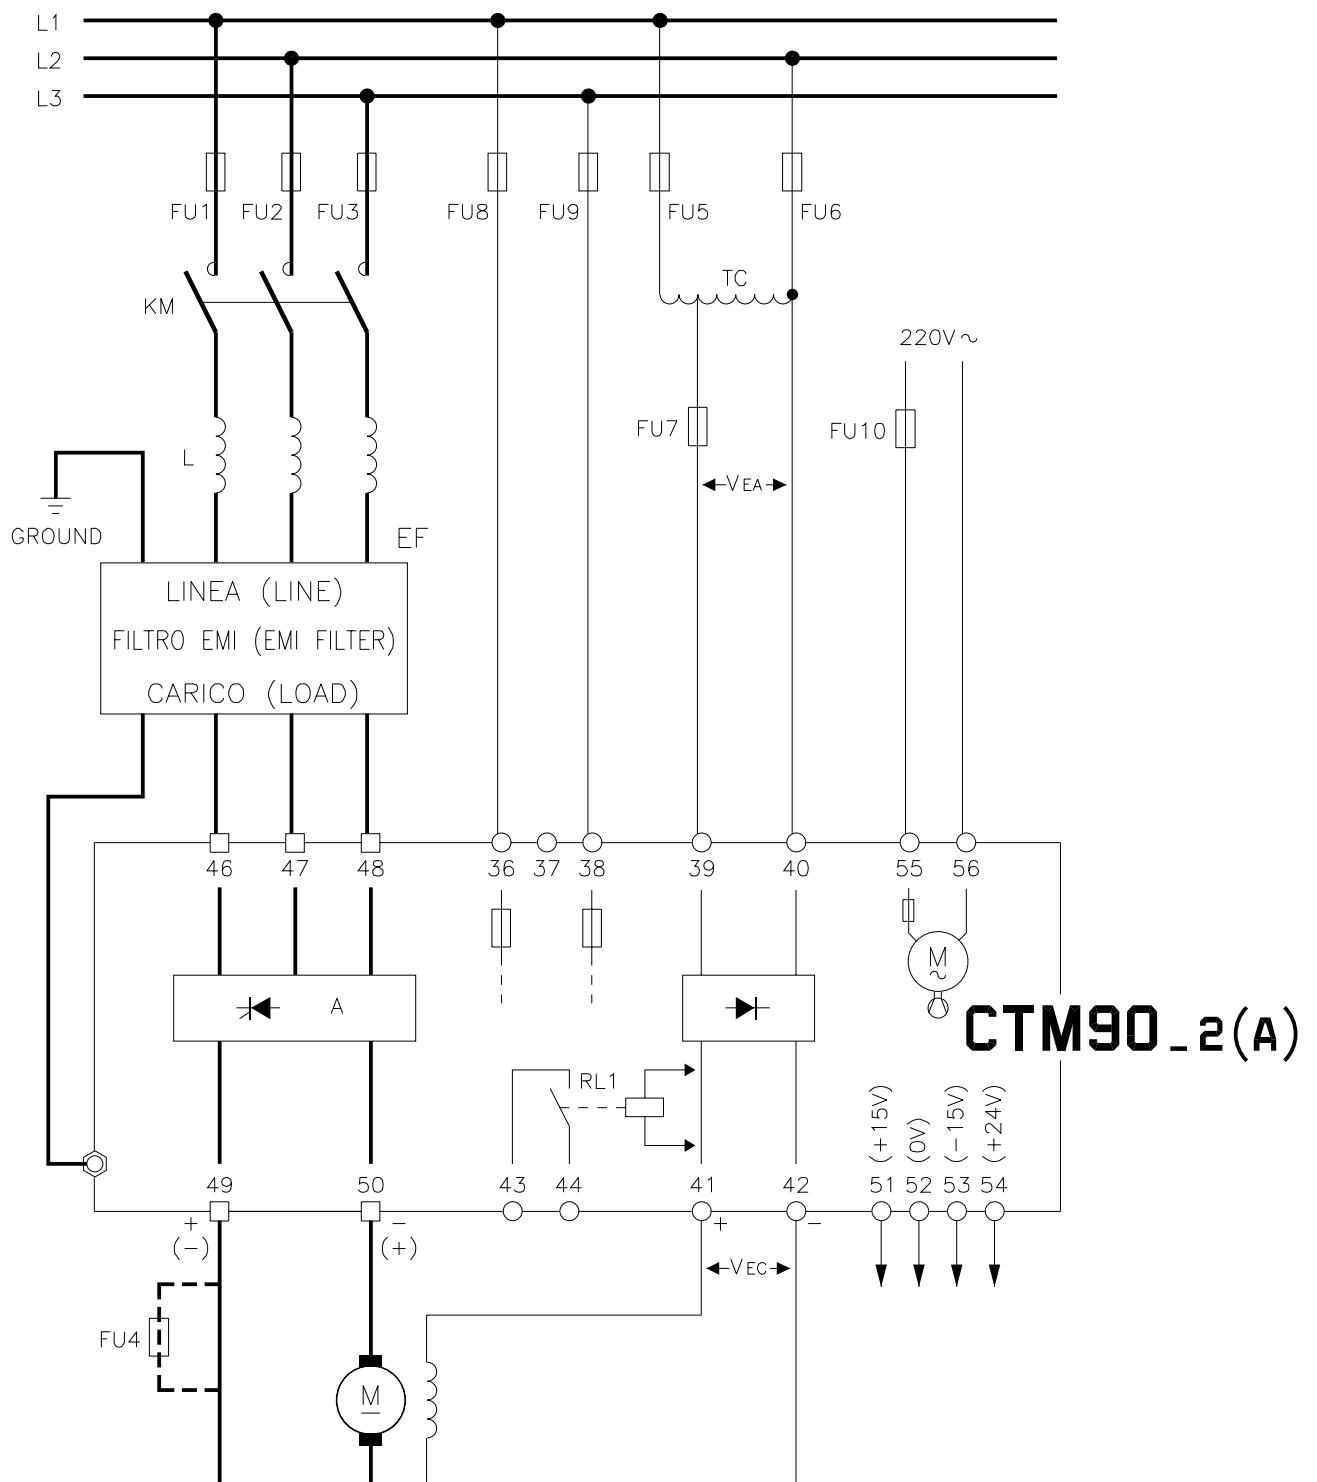 L1
L2
L3
FU1 FU2 FU3 FU8 FU9 FU5 FU6
TC
KM
220V~
FU7 FU10
L
VEA
GROUND
EF
LINEA (LINE)
FILTRO EMI (EMI FILTER)
CARICO (LOAD)
46 47 48 36 37 38 39 40 55 56
M
~
A
CTM90_2(A)
RL1
(+15V) (0V) (-15V) (+24V)
49 50 43 44 41 42 51 52 53 54
+ - + -
(-) (+)
VEC
FU4
M